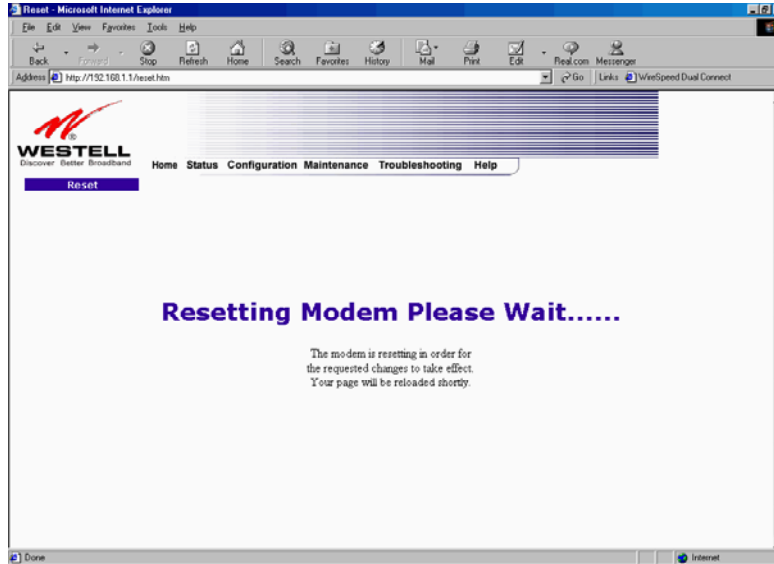 Reset - Microsoft Internet Explorer
File Edit View Favorites Tools Help
Back Forward Stop Refresh Home Search Favorites History Mail Print Edit Real.com Messenger
Address http://192.168.1.1/reset.htm Go Links WireSpeed Dual Connect
WESTELL
Discover Better Broadband
Home Status Configuration Maintenance Troubleshooting Help
Reset
Resetting Modem Please Wait......
The modem is resetting in order for
the requested changes to take effect.
Your page will be reloaded shortly.
Done Internet